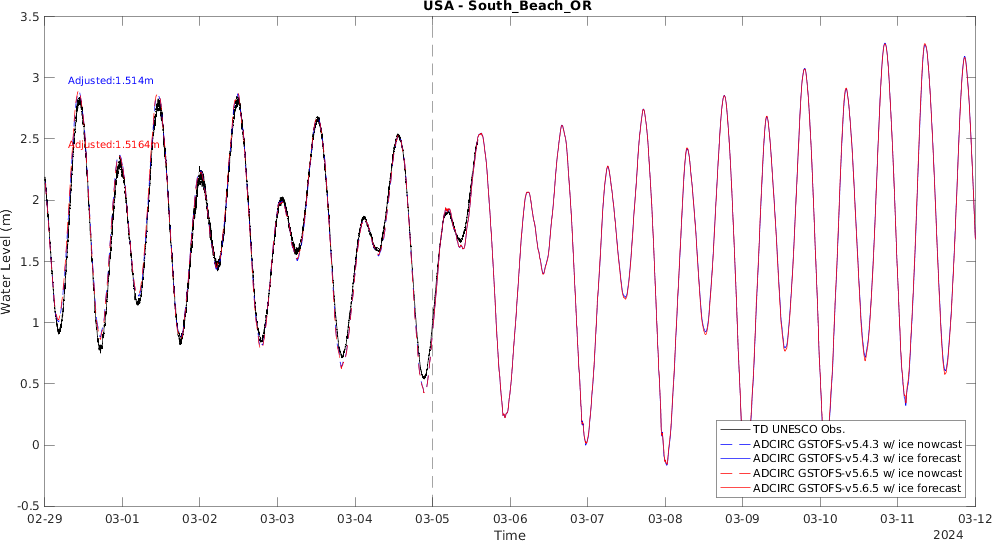 USA - South_Beach_OR
3.5
3
2.5
2
1.5
1
0.5
0
-0.5
Water Level (m)
Adjusted:1.514m
Adjusted:1.5164m
TD UNESCO Obs.
ADCIRC GSTOFS-v5.4.3 w/ ice nowcast
ADCIRC GSTOFS-v5.4.3 w/ ice forecast
ADCIRC GSTOFS-v5.6.5 w/ ice nowcast
ADCIRC GSTOFS-v5.6.5 w/ ice forecast
02-29 03-01 03-02 03-03 03-04 03-05 03-06 03-07 03-08 03-09 03-10 03-11 03-12
Time
2024